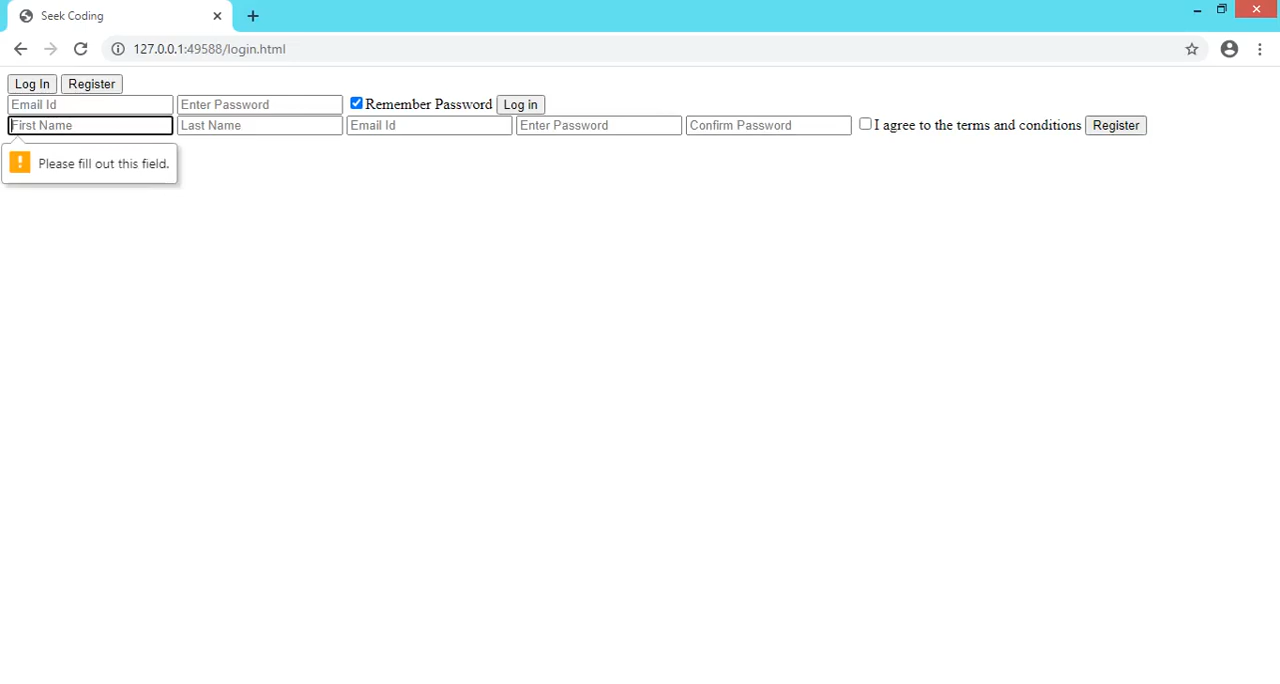 Seek Coding
127.0.0.1:49588/login.html
Log In Register
Email Id Enter Password Remember Password Log in
First Name Last Name Email Id Enter Password Confirm Password I agree to the terms and conditions Register
! Please fill out this field.